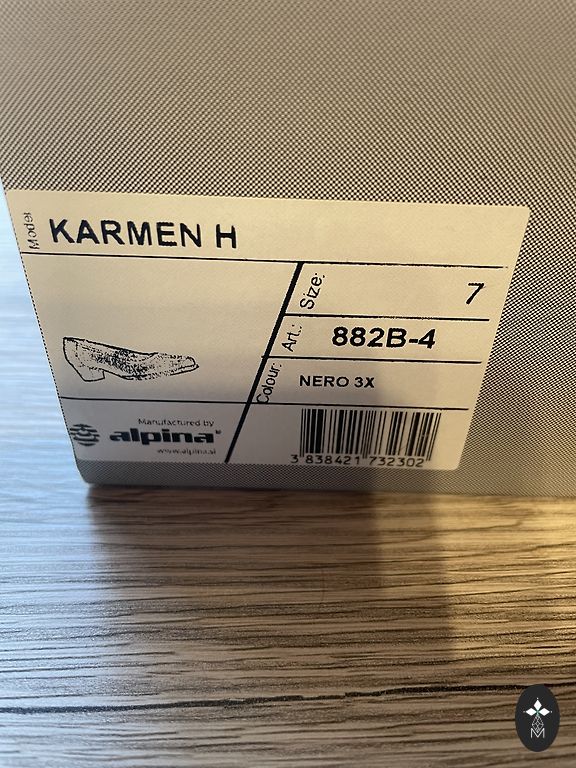 Model KARMEN H
Size: 7
Art.: 882B-4
Colour: NERO 3X
Manufactured by
alpina®
www.alpina.si
3 838421 732302
M